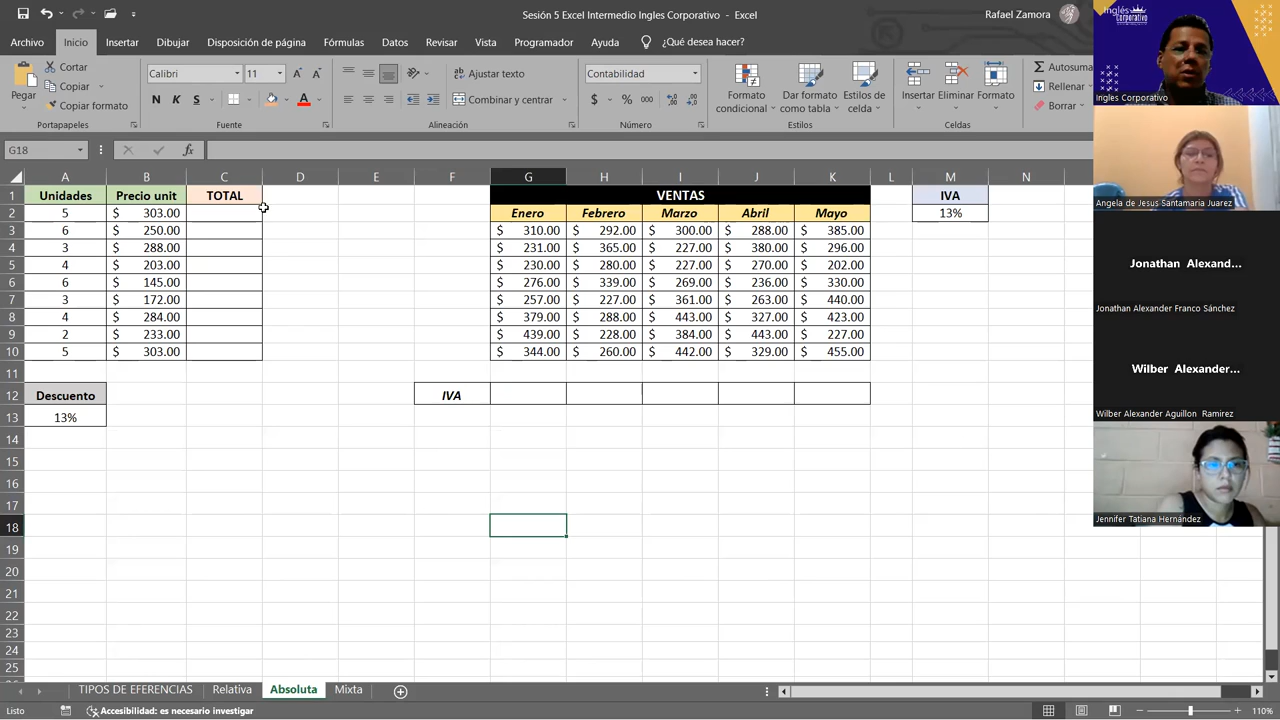 Sesión 5 Excel Intermedio Ingles Corporativo - Excel
Rafael Zamora
Archivo Inicio Insertar Dibujar Disposición de página Fórmulas Datos Revisar Vista Programador Ayuda ¿Qué desea hacer?
Pegar
Cortar
Copiar
Copiar formato
Portapapeles
Calibri 11
N K S
Fuente
Ajustar texto
Combinar y centrar
Alineación
Contabilidad
$ % 000
Número
Formato condicional
Dar formato como tabla
Estilos de celda
Estilos
Insertar Eliminar Formato
Celdas
Autosuma
Rellenar
Borrar
G18
fx
A B C D E F G H I J K L M N
1 Unidades Precio unit TOTAL VENTAS IVA
2 5 $ 303.00 Enero Febrero Marzo Abril Mayo 13%
3 6 $ 250.00 $ 310.00 $ 292.00 $ 300.00 $ 288.00 $ 385.00
4 3 $ 288.00 $ 231.00 $ 365.00 $ 227.00 $ 380.00 $ 296.00
5 4 $ 203.00 $ 230.00 $ 280.00 $ 227.00 $ 270.00 $ 202.00
6 6 $ 145.00 $ 276.00 $ 339.00 $ 269.00 $ 236.00 $ 330.00
7 3 $ 172.00 $ 257.00 $ 227.00 $ 361.00 $ 263.00 $ 440.00
8 4 $ 284.00 $ 379.00 $ 288.00 $ 443.00 $ 327.00 $ 423.00
9 2 $ 233.00 $ 439.00 $ 228.00 $ 384.00 $ 443.00 $ 227.00
10 5 $ 303.00 $ 344.00 $ 260.00 $ 442.00 $ 329.00 $ 455.00
11
12 Descuento IVA
13 13%
14
15
16
17
18
19
20
21
22
23
24
25
TIPOS DE EFERENCIAS Relativa Absoluta Mixta
Listo
Accesibilidad: es necesario investigar
110%
Inglés
Corporativo
Ingles Corporativo
Angela de Jesus Santamaria Juarez
Jonathan Alexand...
Jonathan Alexander Franco Sánchez
Wilber Alexander...
Wilber Alexander Aguillon Ramirez
Jennifer Tatiana Hernández